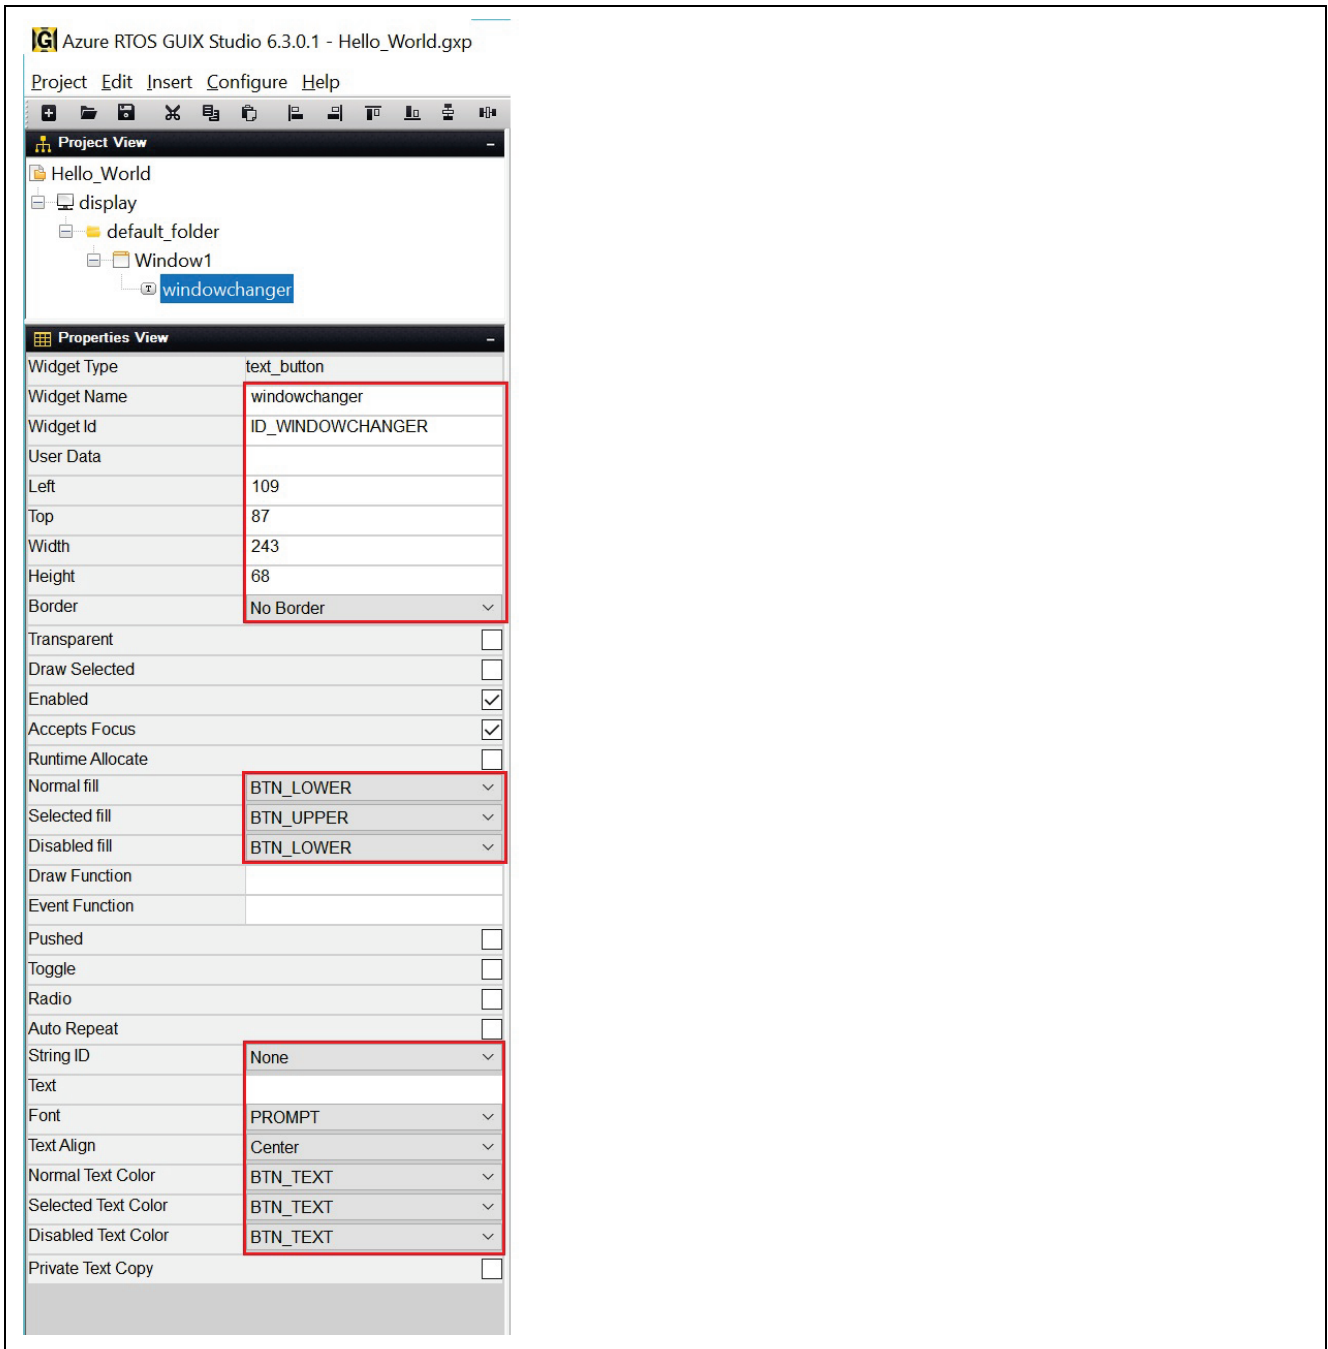 Azure RTOS GUIX Studio 6.3.0.1 - Hello_World.gxp
Project Edit Insert Configure Help
Project View
Hello_World
display
default_folder
Window1
windowchanger
Properties View
Widget Type text_button
Widget Name windowchanger
Widget Id ID_WINDOWCHANGER
User Data
Left 109
Top 87
Width 243
Height 68
Border No Border
Transparent
Draw Selected
Enabled
Accepts Focus
Runtime Allocate
Normal fill BTN_LOWER
Selected fill BTN_UPPER
Disabled fill BTN_LOWER
Draw Function
Event Function
Pushed
Toggle
Radio
Auto Repeat
String ID None
Text
Font PROMPT
Text Align Center
Normal Text Color BTN_TEXT
Selected Text Color BTN_TEXT
Disabled Text Color BTN_TEXT
Private Text Copy